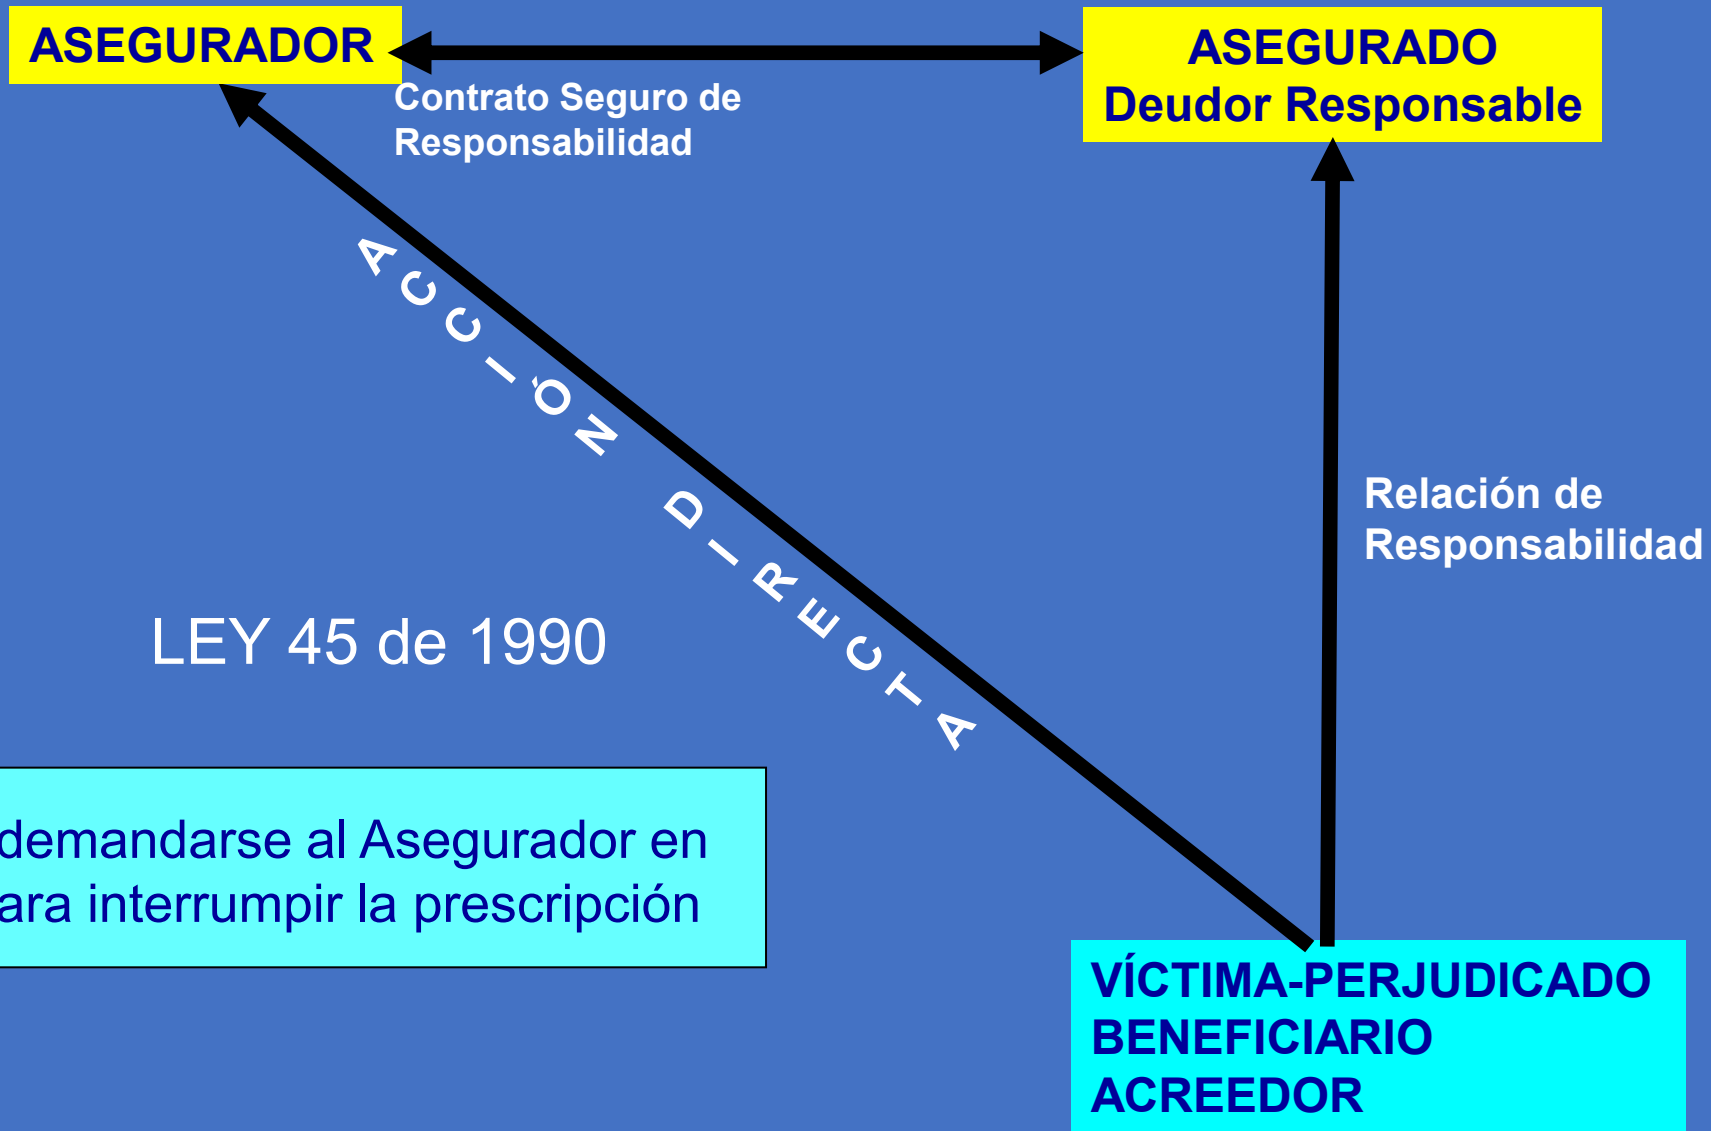 ASEGURADOR
ASEGURADO
Deudor Responsable
Contrato Seguro de
Responsabilidad
ACCIÓN DIRECTA
Relación de
Responsabilidad
LEY 45 de 1990
demandarse al Asegurador en
ara interrumpir la prescripción
VÍCTIMA-PERJUDICADO
BENEFICIARIO
ACREEDOR